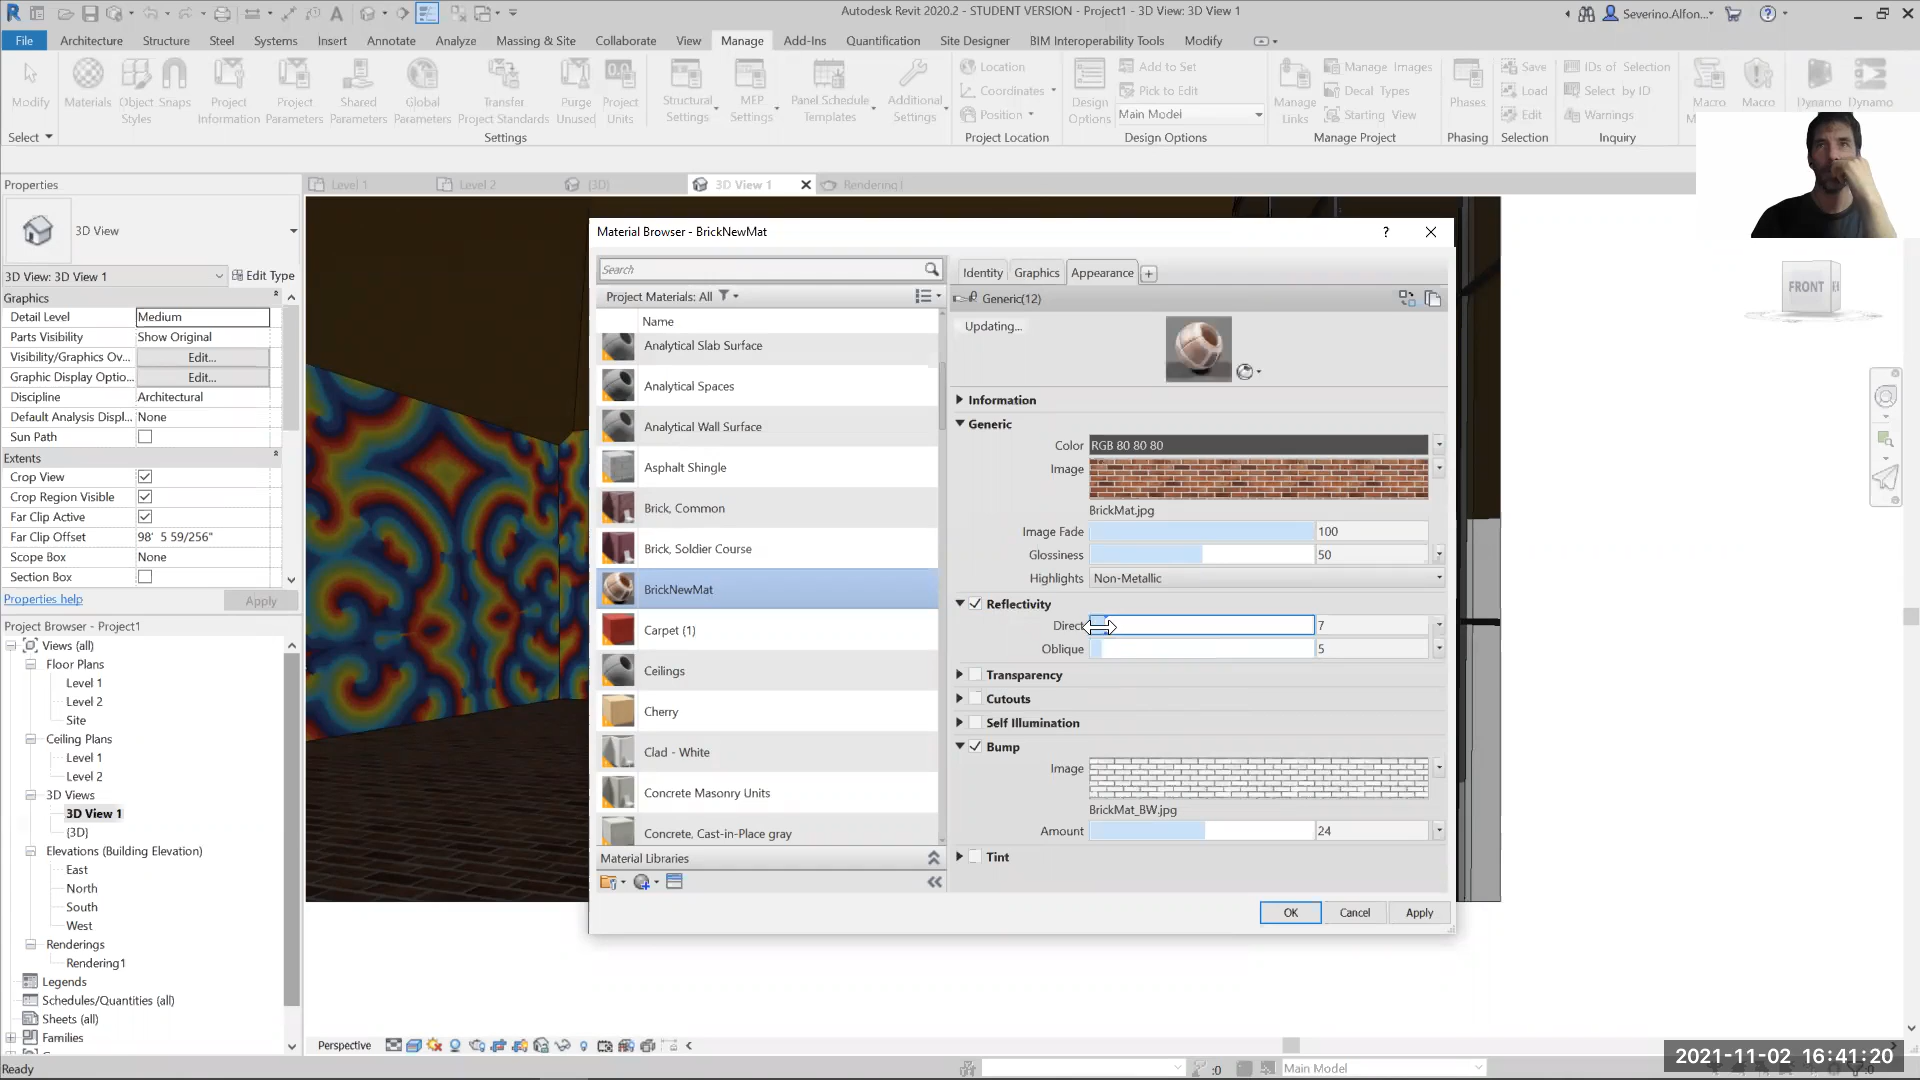 Autodesk Revit 2020.2 - STUDENT VERSION - Project1 - 3D View: 3D View 1
Severino.Alfon...
File Architecture Structure Steel Systems Insert Annotate Analyze Massing & Site Collaborate View Manage Add-Ins Quantification Site Designer BIM Interoperability Tools Modify
Modify Materials Object Styles Snaps Project Information Project Parameters Shared Parameters Global Parameters Transfer Project Standards Purge Unused Project Units Structural Settings MEP Settings Panel Schedule Templates Additional Settings
Location
Coordinates
Position
Design Options
Add to Set
Pick to Edit
Main Model
Manage Links
Manage Images
Decal Types
Starting View
Phases
Save
Load
Edit
IDs of Selection
Select by ID
Warnings
Macro Macro
Dynamo Dynamo
Select Settings Project Location Design Options Manage Project Phasing Selection Inquiry
Properties
Level 1 Level 2 {3D} 3D View 1 Rendering1
3D View
3D View: 3D View 1 Edit Type
Graphics
Detail Level Medium
Parts Visibility Show Original
Visibility/Graphics Ov... Edit...
Graphic Display Optio... Edit...
Discipline Architectural
Default Analysis Displ... None
Sun Path
Extents
Crop View
Crop Region Visible
Far Clip Active
Far Clip Offset 98' 5 59/256"
Scope Box None
Section Box
Properties help Apply
Project Browser - Project1
Views (all)
Floor Plans
Level 1
Level 2
Site
Ceiling Plans
Level 1
Level 2
3D Views
3D View 1
{3D}
Elevations (Building Elevation)
East
North
South
West
Renderings
Rendering1
Legends
Schedules/Quantities (all)
Sheets (all)
Families
Material Browser - BrickNewMat
?
Search
Project Materials: All
Name
Analytical Slab Surface
Analytical Spaces
Analytical Wall Surface
Asphalt Shingle
Brick, Common
Brick, Soldier Course
BrickNewMat
Carpet (1)
Ceilings
Cherry
Clad - White
Concrete Masonry Units
Concrete, Cast-in-Place gray
Material Libraries
Identity Graphics Appearance
Generic(12)
Updating...
Information
Generic
Color RGB 80 80 80
Image
BrickMat.jpg
Image Fade 100
Glossiness 50
Highlights Non-Metallic
Reflectivity
Direct 7
Oblique 5
Transparency
Cutouts
Self Illumination
Bump
Image
BrickMat_BW.jpg
Amount 24
Tint
OK Cancel Apply
FRONT
Perspective
Ready
:0
Main Model
2021-11-02 16:41:20